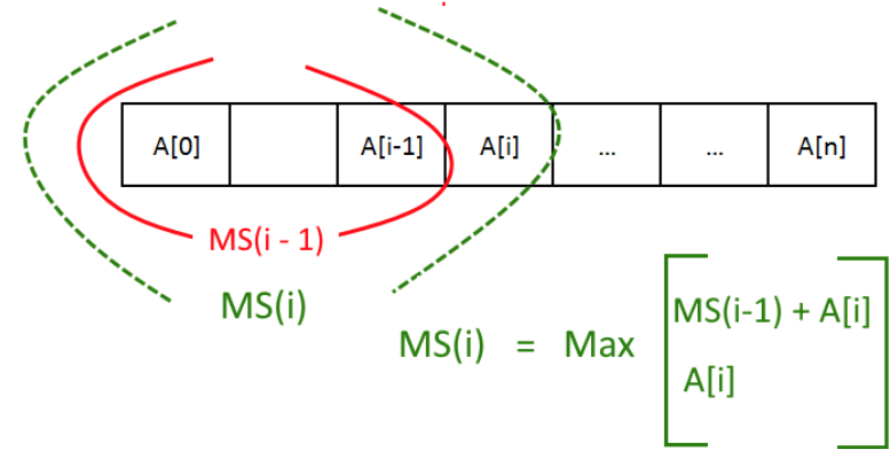 A[0] A[i-1] A[i] ... ... A[n]
MS(i - 1)
MS(i)
MS(i) = Max
MS(i-1) + A[i]
A[i]